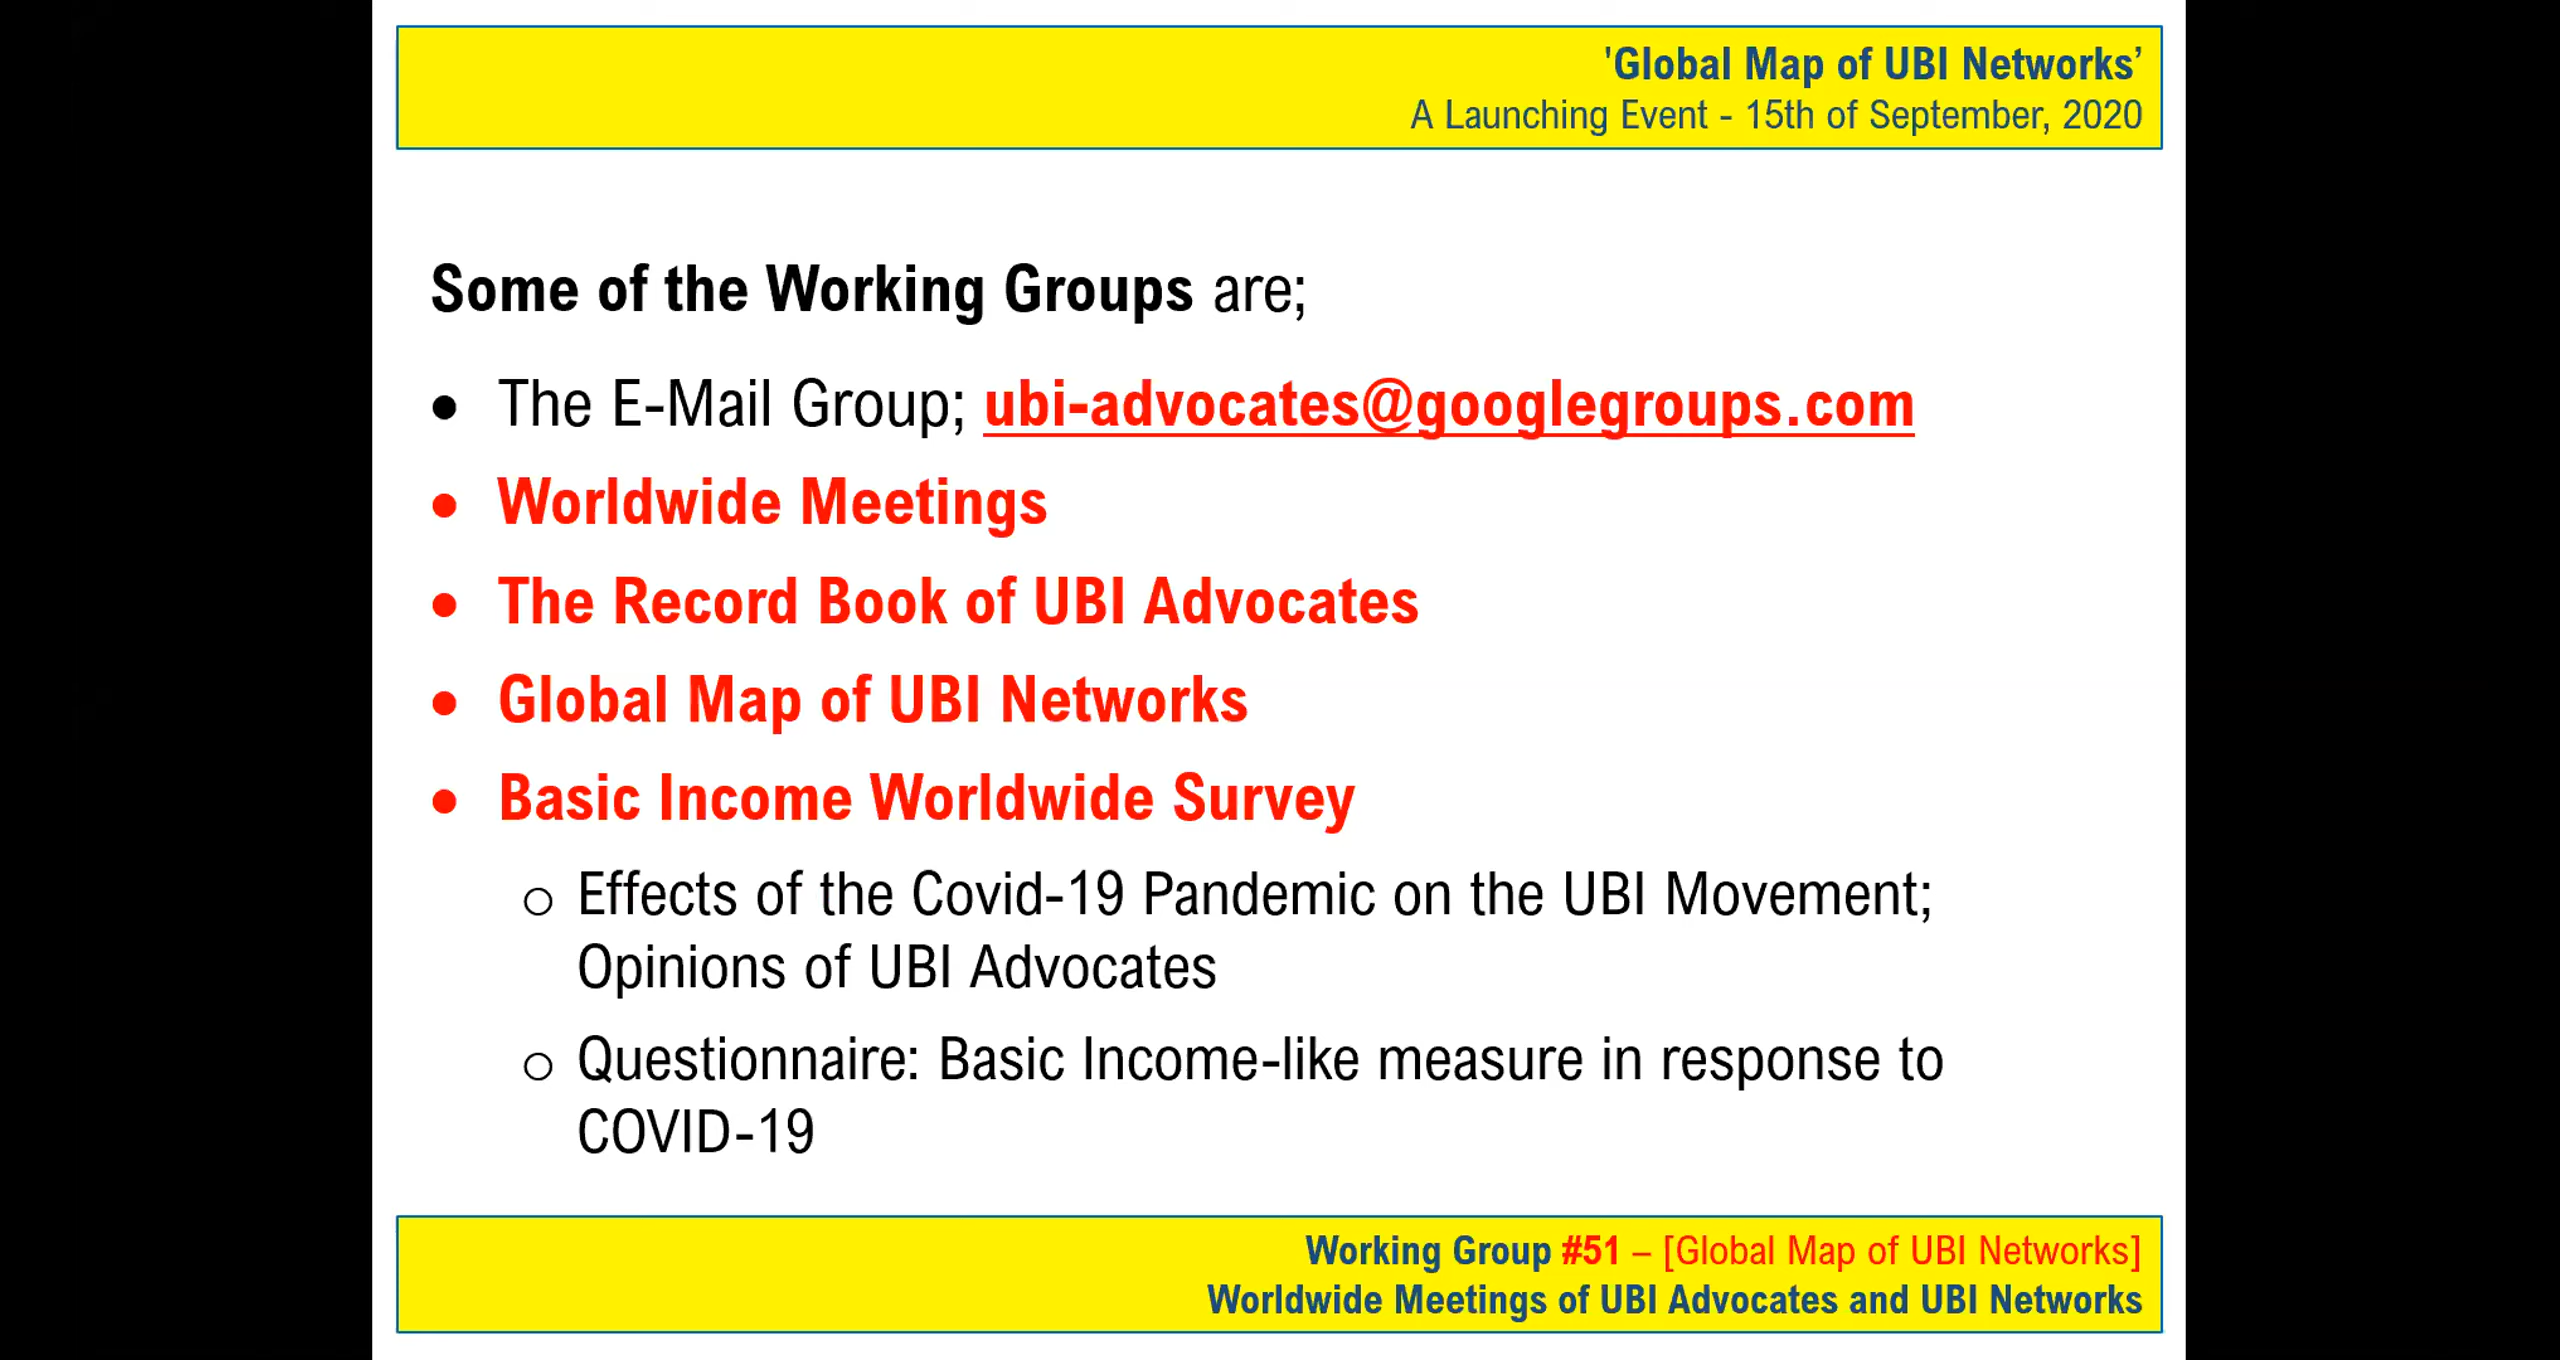 'Global Map of UBI Networks’
A Launching Event - 15th of September, 2020
Some of the Working Groups are;
• The E-Mail Group; ubi-advocates@googlegroups.com
• Worldwide Meetings
• The Record Book of UBI Advocates
• Global Map of UBI Networks
• Basic Income Worldwide Survey
o Effects of the Covid-19 Pandemic on the UBI Movement;
Opinions of UBI Advocates
o Questionnaire: Basic Income-like measure in response to
COVID-19
Working Group #51 – [Global Map of UBI Networks]
Worldwide Meetings of UBI Advocates and UBI Networks